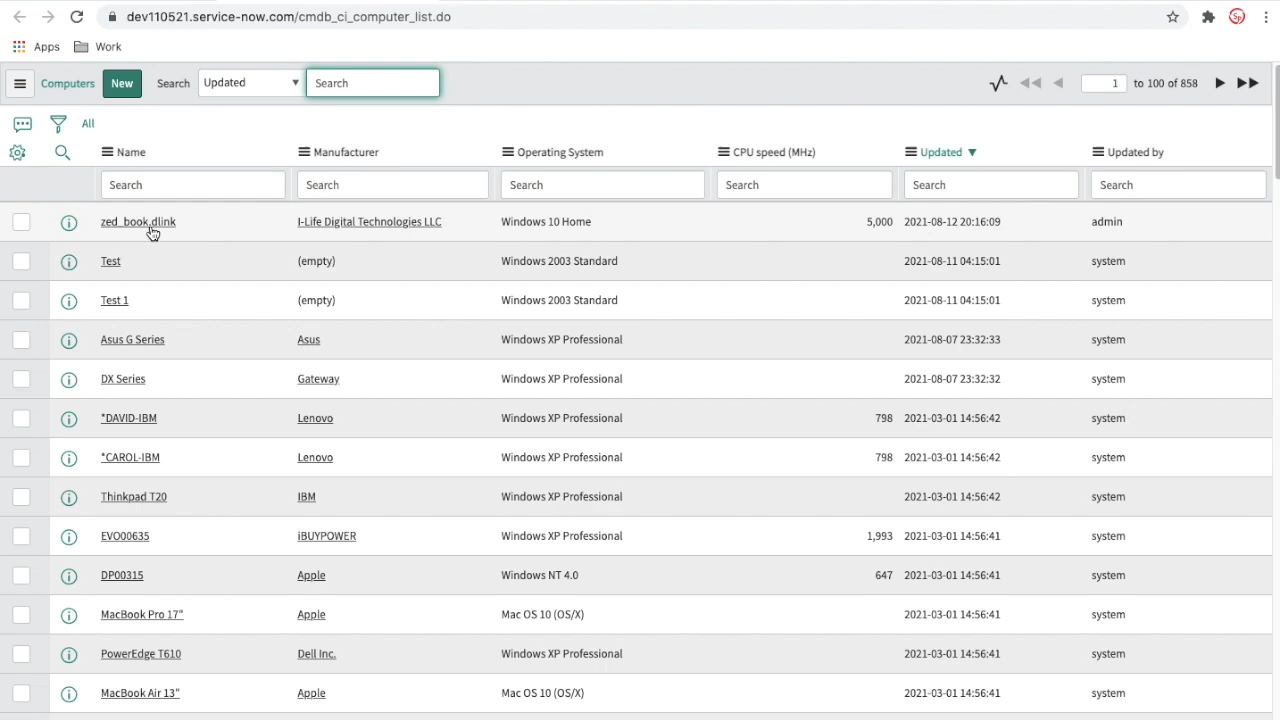 dev110521.service-now.com/cmdb_ci_computer_list.do
Sp
Apps Work
Computers New Search Updated Search 1 to 100 of 858
All
Name Manufacturer Operating System CPU speed (MHz) Updated Updated by
Search Search Search Search Search Search
zed_book.dlink I-Life Digital Technologies LLC Windows 10 Home 5,000 2021-08-12 20:16:09 admin
Test (empty) Windows 2003 Standard 2021-08-11 04:15:01 system
Test 1 (empty) Windows 2003 Standard 2021-08-11 04:15:01 system
Asus G Series Asus Windows XP Professional 2021-08-07 23:32:33 system
DX Series Gateway Windows XP Professional 2021-08-07 23:32:32 system
*DAVID-IBM Lenovo Windows XP Professional 798 2021-03-01 14:56:42 system
*CAROL-IBM Lenovo Windows XP Professional 798 2021-03-01 14:56:42 system
Thinkpad T20 IBM Windows XP Professional 2021-03-01 14:56:42 system
EVO00635 iBUYPOWER Windows XP Professional 1,993 2021-03-01 14:56:41 system
DP00315 Apple Windows NT 4.0 647 2021-03-01 14:56:41 system
MacBook Pro 17" Apple Mac OS 10 (OS/X) 2021-03-01 14:56:41 system
PowerEdge T610 Dell Inc. Windows XP Professional 2021-03-01 14:56:41 system
MacBook Air 13" Apple Mac OS 10 (OS/X) 2021-03-01 14:56:41 system